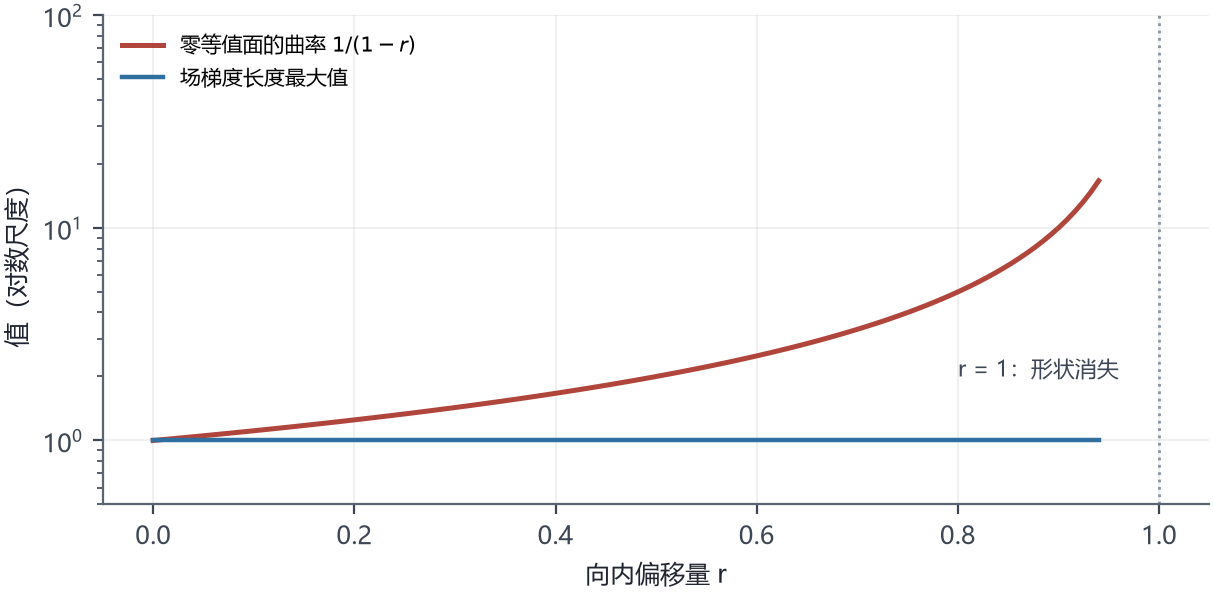 10²
10¹
10⁰
值（对数尺度）
零等值面的曲率 1/(1 − r)
场梯度长度最大值
r = 1：形状消失
0.0 0.2 0.4 0.6 0.8 1.0
向内偏移量 r